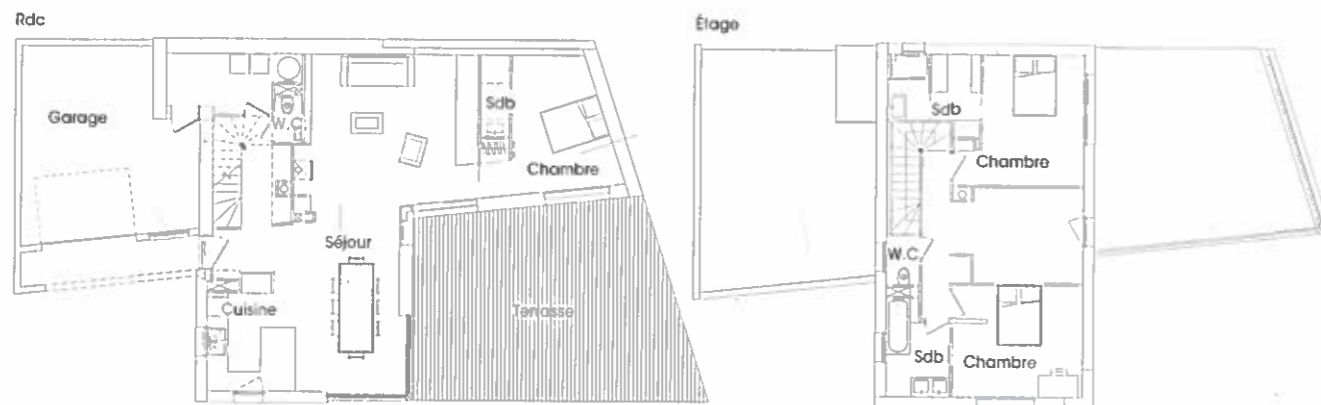 Rdc
Garage
W.C
Sdb
Chambre
Séjour
Cuisine
Terrasse
Étage
Sdb
Chambre
W.C.
Sdb
Chambre